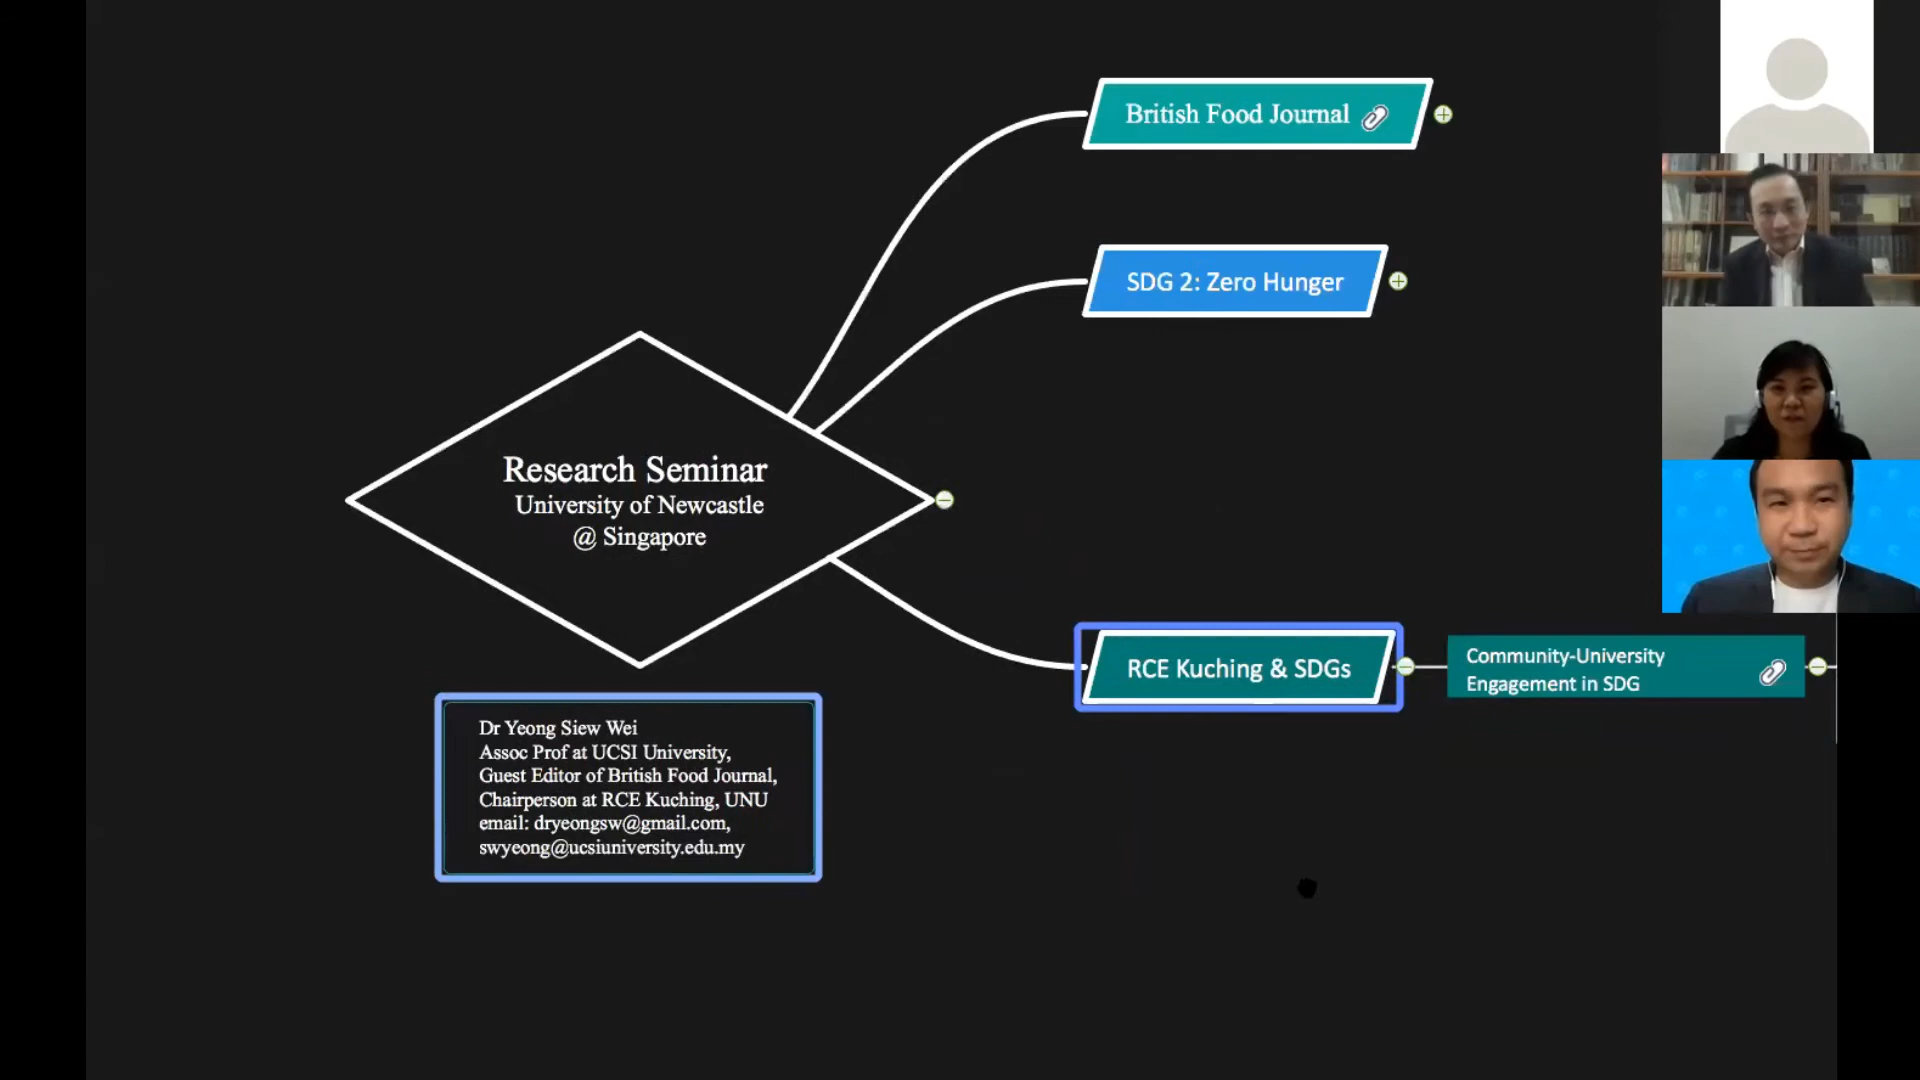 British Food Journal
SDG 2: Zero Hunger
Research Seminar
University of Newcastle
@ Singapore
RCE Kuching & SDGs
Community-University
Engagement in SDG
Dr Yeong Siew Wei
Assoc Prof at UCSI University,
Guest Editor of British Food Journal,
Chairperson at RCE Kuching, UNU
email: dryeongsw@gmail.com,
swyeong@ucsiuniversity.edu.my